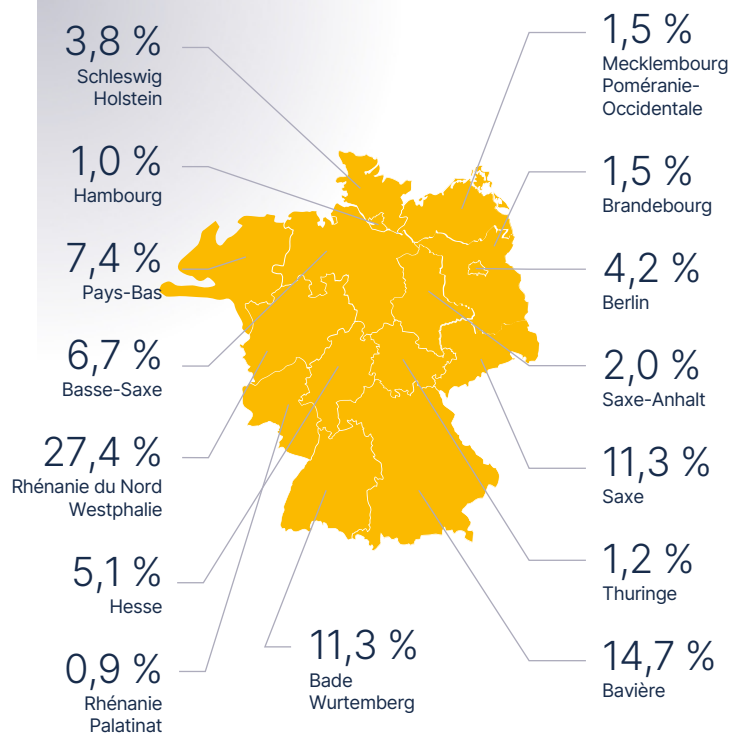 3,8 %
Schleswig
Holstein
1,0 %
Hambourg
7,4 %
Pays-Bas
6,7 %
Basse-Saxe
27,4 %
Rhénanie du Nord
Westphalie
5,1 %
Hesse
0,9 %
Rhénanie
Palatinat
11,3 %
Bade
Wurtemberg
1,5 %
Mecklembourg
Poméranie-
Occidentale
1,5 %
Brandebourg
4,2 %
Berlin
2,0 %
Saxe-Anhalt
11,3 %
Saxe
1,2 %
Thuringe
14,7 %
Bavière